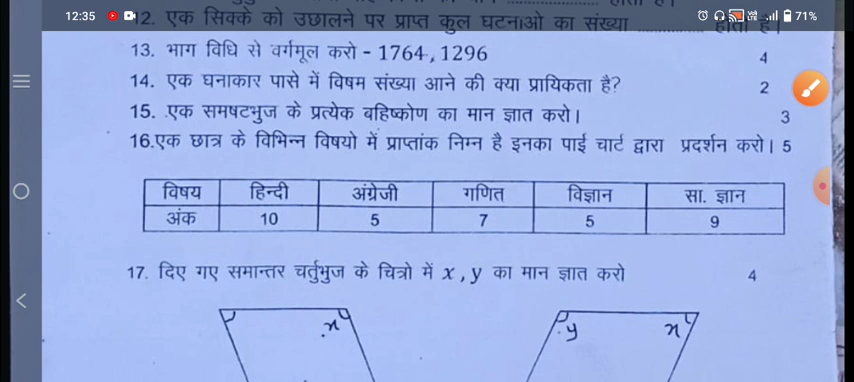 12:35 71%
12. एक सिक्के को उछालने पर प्राप्त कुल घटनाओ का संख्या ............... होता है।
13. भाग विधि से वर्गमूल करो - 1764, 1296 4
14. एक घनाकार पासे में विषम संख्या आने की क्या प्रायिकता है? 2
15. .एक समषटभुज के प्रत्येक बहिष्कोण का मान ज्ञात करो। 3
16.एक छात्र के विभिन्न विषयो में प्राप्तांक निम्न है इनका पाई चार्ट द्वारा प्रदर्शन करो। 5
विषय हिन्दी अंग्रेजी गणित विज्ञान सा. ज्ञान
अंक 10 5 7 5 9
17. दिए गए समान्तर चर्तुभुज के चित्रो में x , y का मान ज्ञात करो 4
x y x